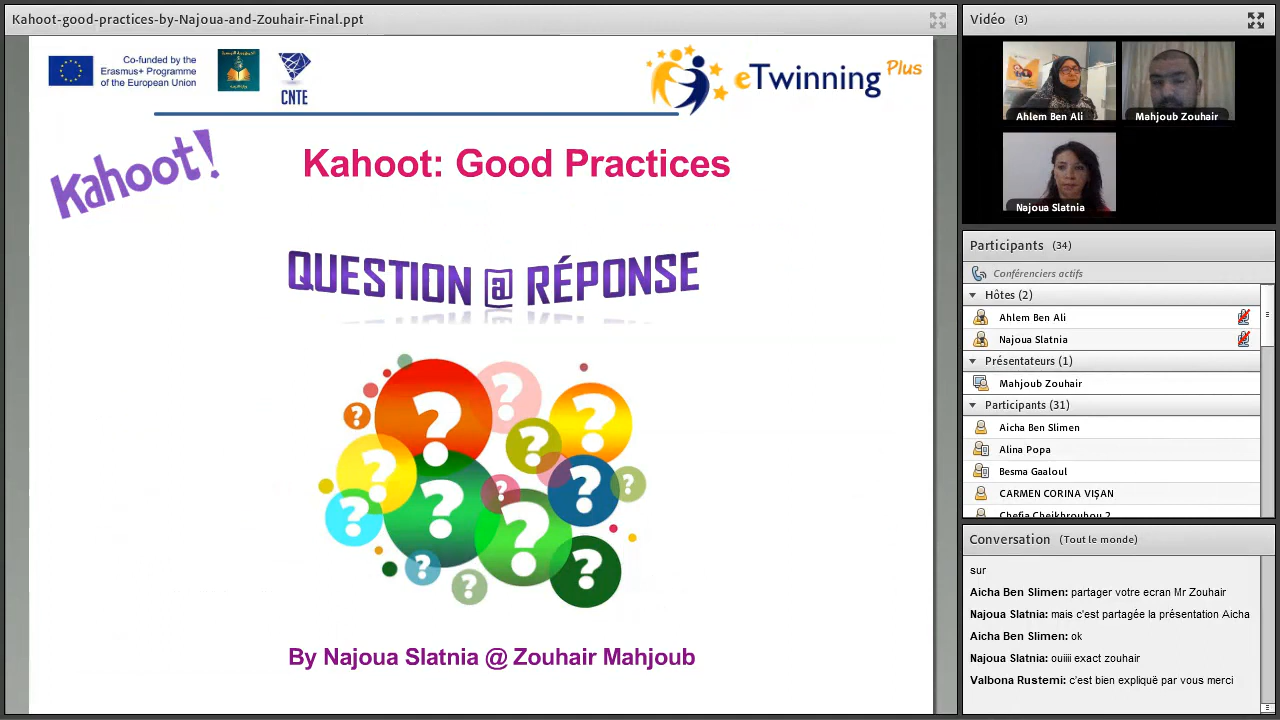 Kahoot-good-practices-by-Najoua-and-Zouhair-Final.ppt
Co-funded by the
Erasmus+ Programme
of the European Union
CNTE
eTwinning Plus
Kahoot!
Kahoot: Good Practices
QUESTION @ RÉPONSE
? ? ? ? ? ? ? ? ? ? ? ? ? ? ?
By Najoua Slatnia @ Zouhair Mahjoub
Vidéo (3)
Ahlem Ben Ali
Mahjoub Zouhair
Najoua Slatnia
Participants (34)
Conférenciers actifs
Hôtes (2)
Ahlem Ben Ali
Najoua Slatnia
Présentateurs (1)
Mahjoub Zouhair
Participants (31)
Aicha Ben Slimen
Alina Popa
Besma Gaaloul
CARMEN CORINA VIŞAN
Chefia Cheikhrouhou 2
Conversation (Tout le monde)
sur
Aicha Ben Slimen: partager votre ecran Mr Zouhair
Najoua Slatnia: mais c'est partagée la présentation Aicha
Aicha Ben Slimen: ok
Najoua Slatnia: ouiiii exact zouhair
Valbona Rustemi: c'est bien expliquë par vous merci